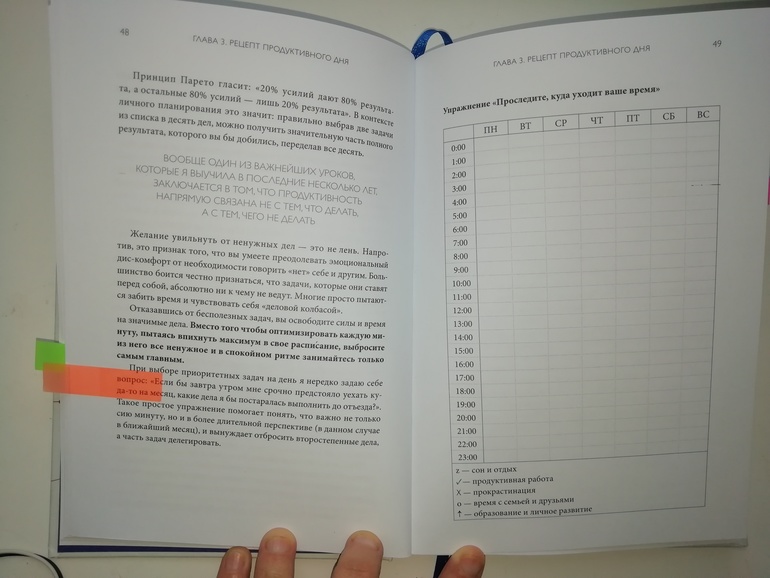 48
ГЛАВА 3. РЕЦЕПТ ПРОДУКТИВНОГО ДНЯ
Принцип Парето гласит: «20% усилий дают 80% результа-
та, а остальные 80% усилий — лишь 20% результата». В контексте
личного планирования это значит: правильно выбрав две задачи
из списка в десять дел, можно получить значительную часть полного
результата, которого вы бы добились, переделав все десять.
ВООБЩЕ ОДИН ИЗ ВАЖНЕЙШИХ УРОКОВ,
КОТОРЫЕ Я ВЫУЧИЛА В ПОСЛЕДНИЕ НЕСКОЛЬКО ЛЕТ,
ЗАКЛЮЧАЕТСЯ В ТОМ, ЧТО ПРОДУКТИВНОСТЬ
НАПРЯМУЮ СВЯЗАНА НЕ С ТЕМ, ЧТО ДЕЛАТЬ,
А С ТЕМ, ЧЕГО НЕ ДЕЛАТЬ
Желание увильнуть от ненужных дел — это не лень. Напро-
тив, это признак того, что вы умеете преодолевать эмоциональный
дис-комфорт от необходимости говорить «нет» себе и другим. Боль-
шинство боится честно признаться, что задачи, которые они ставят
перед собой, абсолютно ни к чему не ведут. Многие просто пытают-
ся забить время и чувствовать себя «деловой колбасой».
Отказавшись от бесполезных задач, вы освободите силы и время
на значимые дела. Вместо того чтобы оптимизировать каждую ми-
нуту, пытаясь впихнуть максимум в свое расписание, выбросите
из него все ненужное и в спокойном ритме занимайтесь только
самым главным.
При выборе приоритетных задач на день я нередко задаю себе
вопрос: «Если бы завтра утром мне срочно предстояло уехать ку-
да-то на месяц, какие дела я бы постаралась выполнить до отъезда?».
Такое простое упражнение помогает понять, что важно не только
сию минуту, но и в более длительной перспективе (в данном случае
в ближайший месяц), и вынуждает отбросить второстепенные дела,
а часть задач делегировать.
ГЛАВА 3. РЕЦЕПТ ПРОДУКТИВНОГО ДНЯ
49
Упражнение «Проследите, куда уходит ваше время»
ПН ВТ СР ЧТ ПТ СБ ВС
0:00
1:00
2:00
3:00
4:00
5:00
6:00
7:00
8:00
9:00
10:00
11:00
12:00
13:00
14:00
15:00
16:00
17:00
18:00
19:00
20:00
21:00
22:00
23:00
z — сон и отдых
✓— продуктивная работа
X — прокрастинация
о — время с семьей и друзьями
↑ — образование и личное развитие